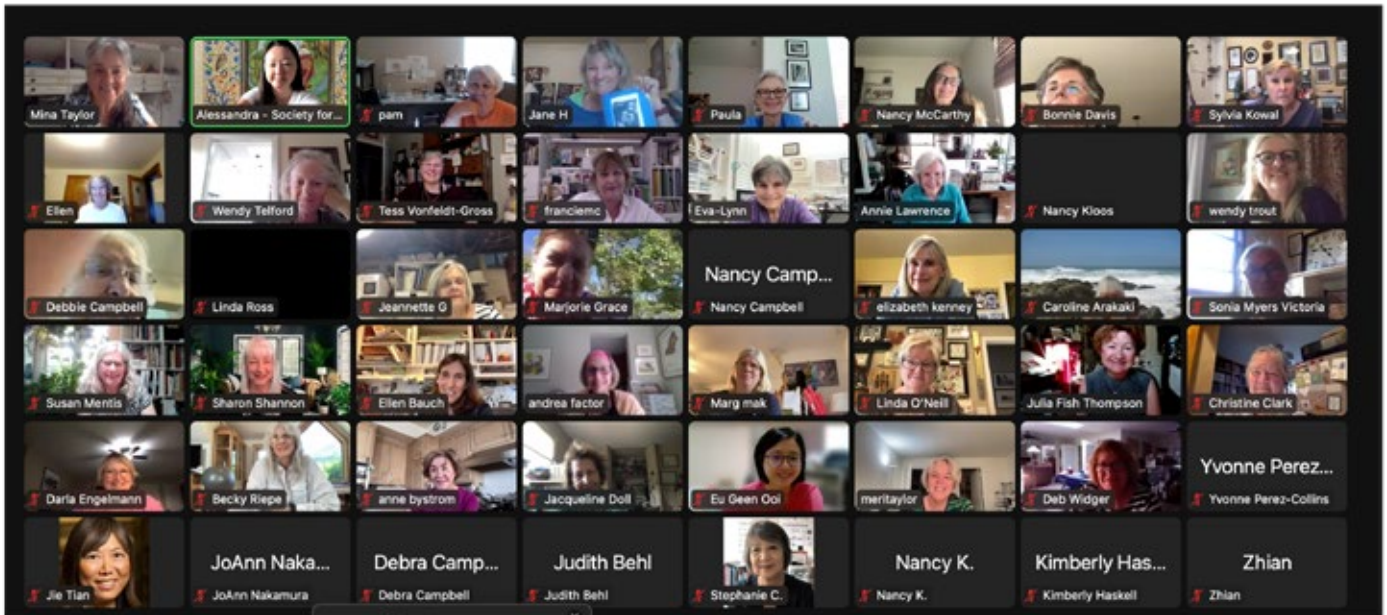 Mina Taylor
Alessandra - Society for...
pam
Jane H
Paula
Nancy McCarthy
Bonnie Davis
Sylvia Kowal
Ellen
Wendy Telford
Tess Vonfeldt-Gross
franciemc
Eva-Lynn
Annie Lawrence
Nancy Kloos
wendy trout
Debbie Campbell
Linda Ross
Jeannette G
Marjorie Grace
Nancy Camp...
Nancy Campbell
elizabeth kenney
Caroline Arakaki
Sonia Myers Victoria
Susan Mentis
Sharon Shannon
Ellen Bauch
andrea factor
Marg mak
Linda O'Neill
Julia Fish Thompson
Christine Clark
Darla Engelmann
Becky Riepe
anne bystrom
Jacqueline Doll
Eu Geen Ooi
meritaylor
Deb Widger
Yvonne Perez...
Yvonne Perez-Collins
Jie Tian
JoAnn Naka...
JoAnn Nakamura
Debra Camp...
Debra Campbell
Judith Behl
Judith Behl
Stephanie C.
Nancy K.
Nancy K.
Kimberly Has...
Kimberly Haskell
Zhian
Zhian